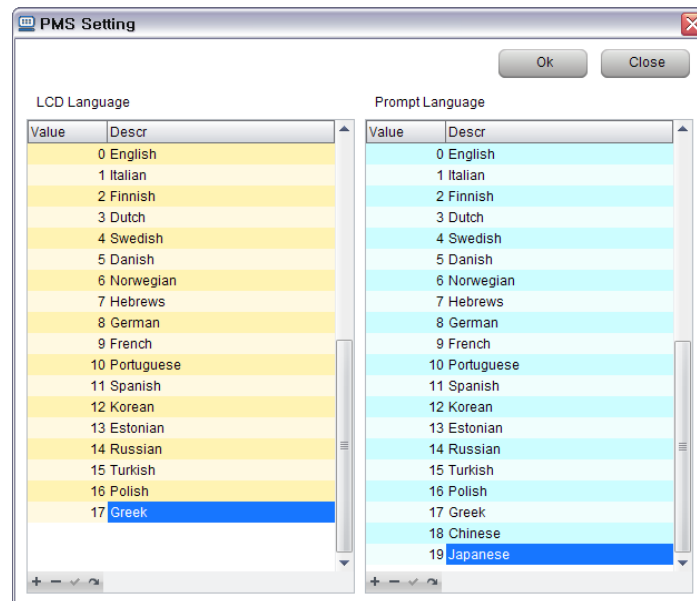 PMS Setting
Ok Close
LCD Language
Value Descr
0 English
1 Italian
2 Finnish
3 Dutch
4 Swedish
5 Danish
6 Norwegian
7 Hebrews
8 German
9 French
10 Portuguese
11 Spanish
12 Korean
13 Estonian
14 Russian
15 Turkish
16 Polish
17 Greek
Prompt Language
Value Descr
0 English
1 Italian
2 Finnish
3 Dutch
4 Swedish
5 Danish
6 Norwegian
7 Hebrews
8 German
9 French
10 Portuguese
11 Spanish
12 Korean
13 Estonian
14 Russian
15 Turkish
16 Polish
17 Greek
18 Chinese
19 Japanese